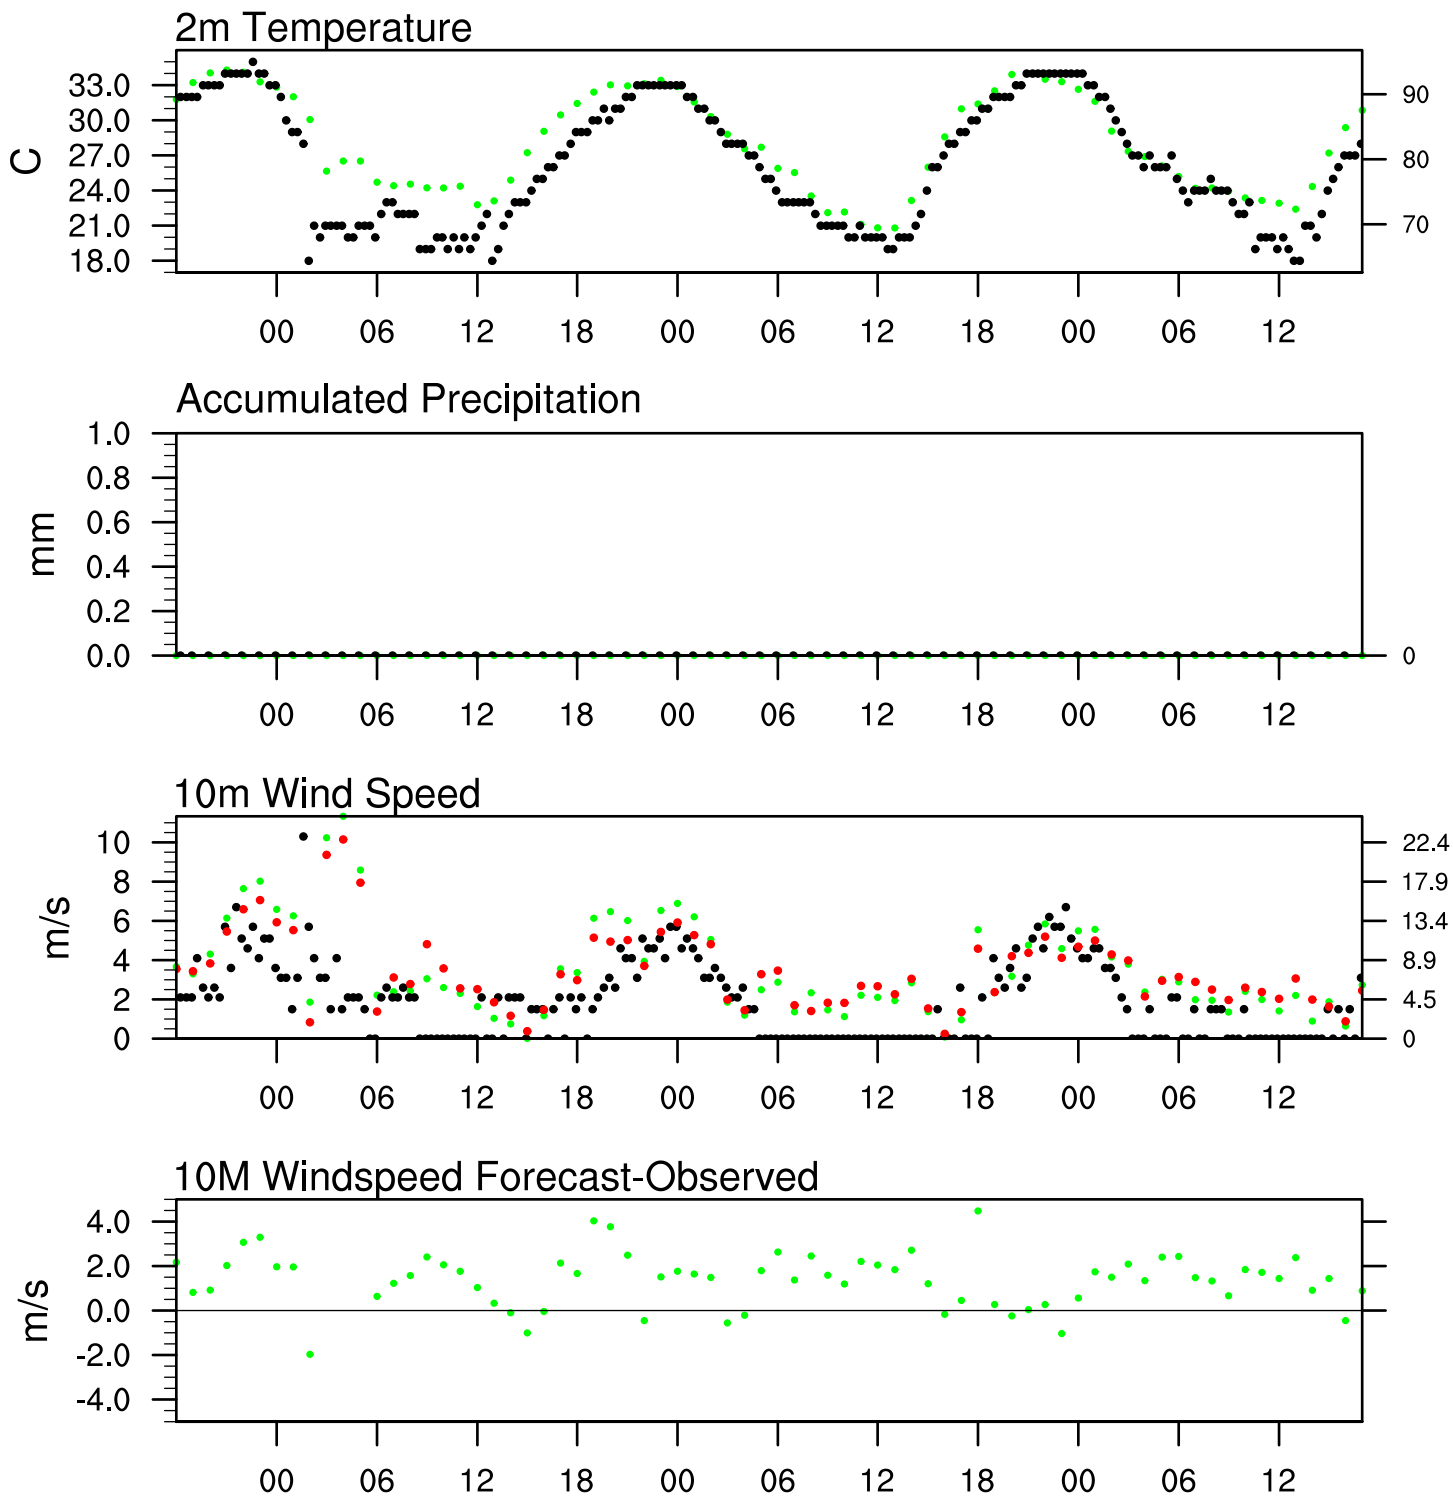 2m Temperature
C
33.0
30.0
27.0
24.0
21.0
18.0
90
80
70
00 06 12 18 00 06 12 18 00 06 12
Accumulated Precipitation
mm
1.0
0.8
0.6
0.4
0.2
0.0
0
00 06 12 18 00 06 12 18 00 06 12
10m Wind Speed
m/s
10
8
6
4
2
0
22.4
17.9
13.4
8.9
4.5
0
00 06 12 18 00 06 12 18 00 06 12
10M Windspeed Forecast-Observed
m/s
4.0
2.0
0.0
-2.0
-4.0
00 06 12 18 00 06 12 18 00 06 12